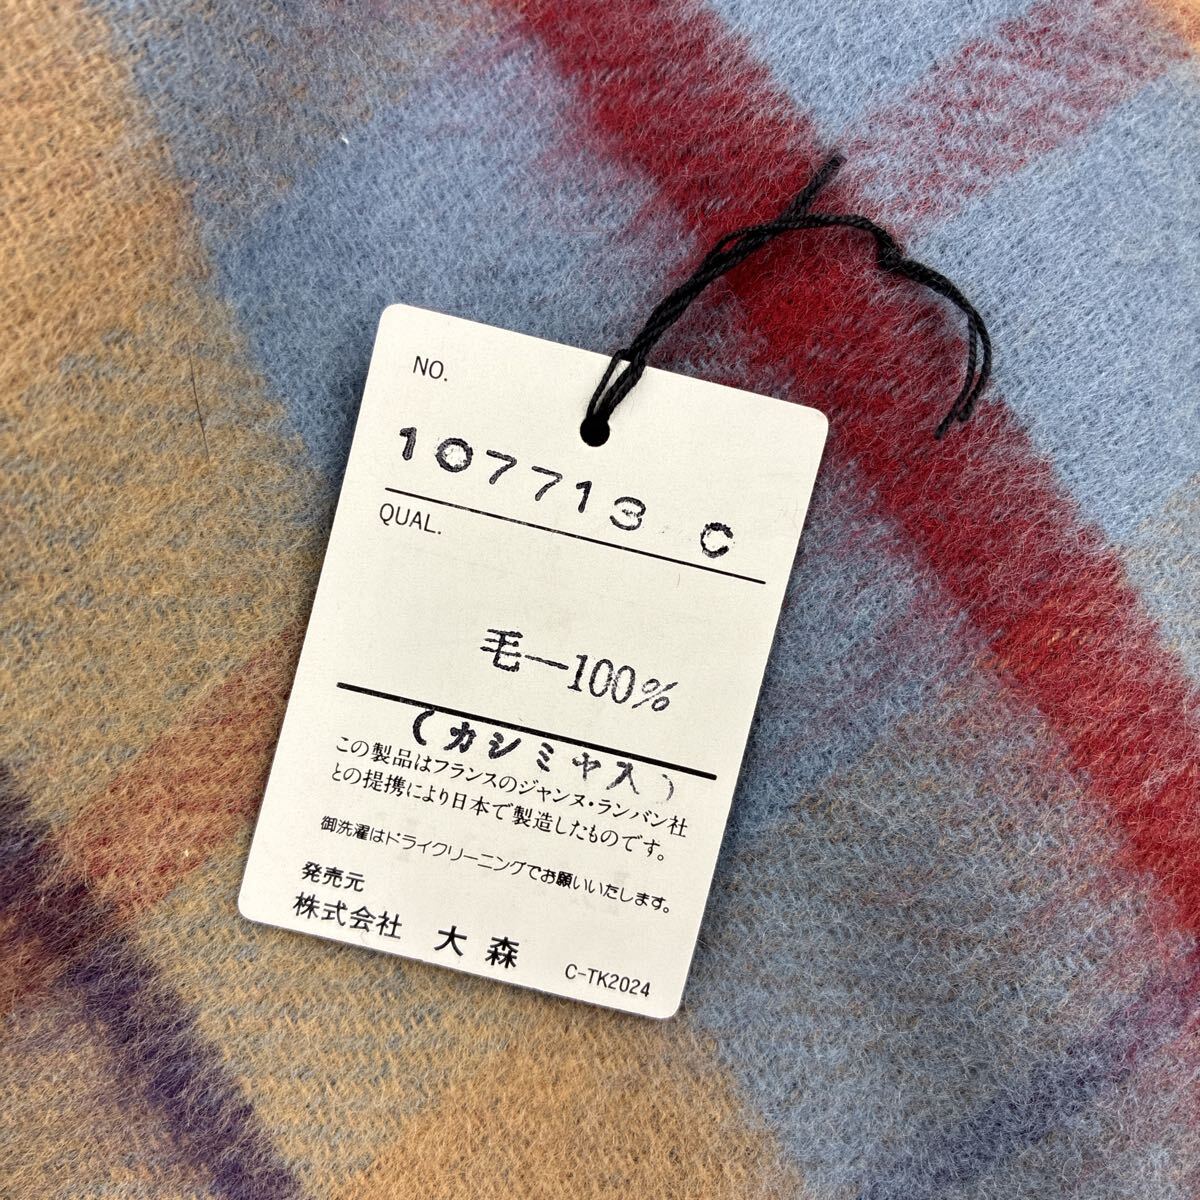 NO.
107713 C
QUAL.
毛—100%
(カシミヤ入)
この製品はフランスのジャンヌ・ランバン社
との提携により日本で製造したものです。
御洗濯はドライクリーニングでお願いいたします。
発売元
株式会社 大森
C-TK2024